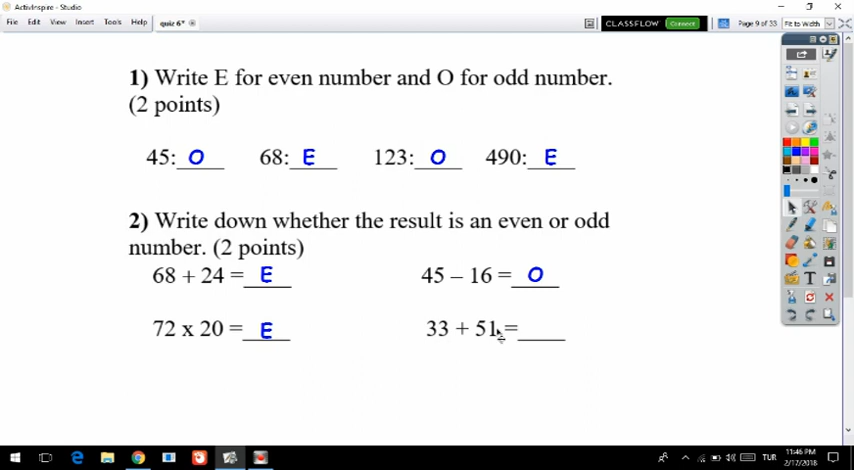 ActivInspire - Studio
File Edit View Insert Tools Help quiz 6* CLASSFLOW Connect Page 9 of 33 Fit to Width
1) Write E for even number and O for odd number.
(2 points)
45: O 68: E 123: O 490: E
2) Write down whether the result is an even or odd
number. (2 points)
68 + 24 = E 45 – 16 = O
72 x 20 = E 33 + 51=
T
TUR 11:46 PM
2/17/2018